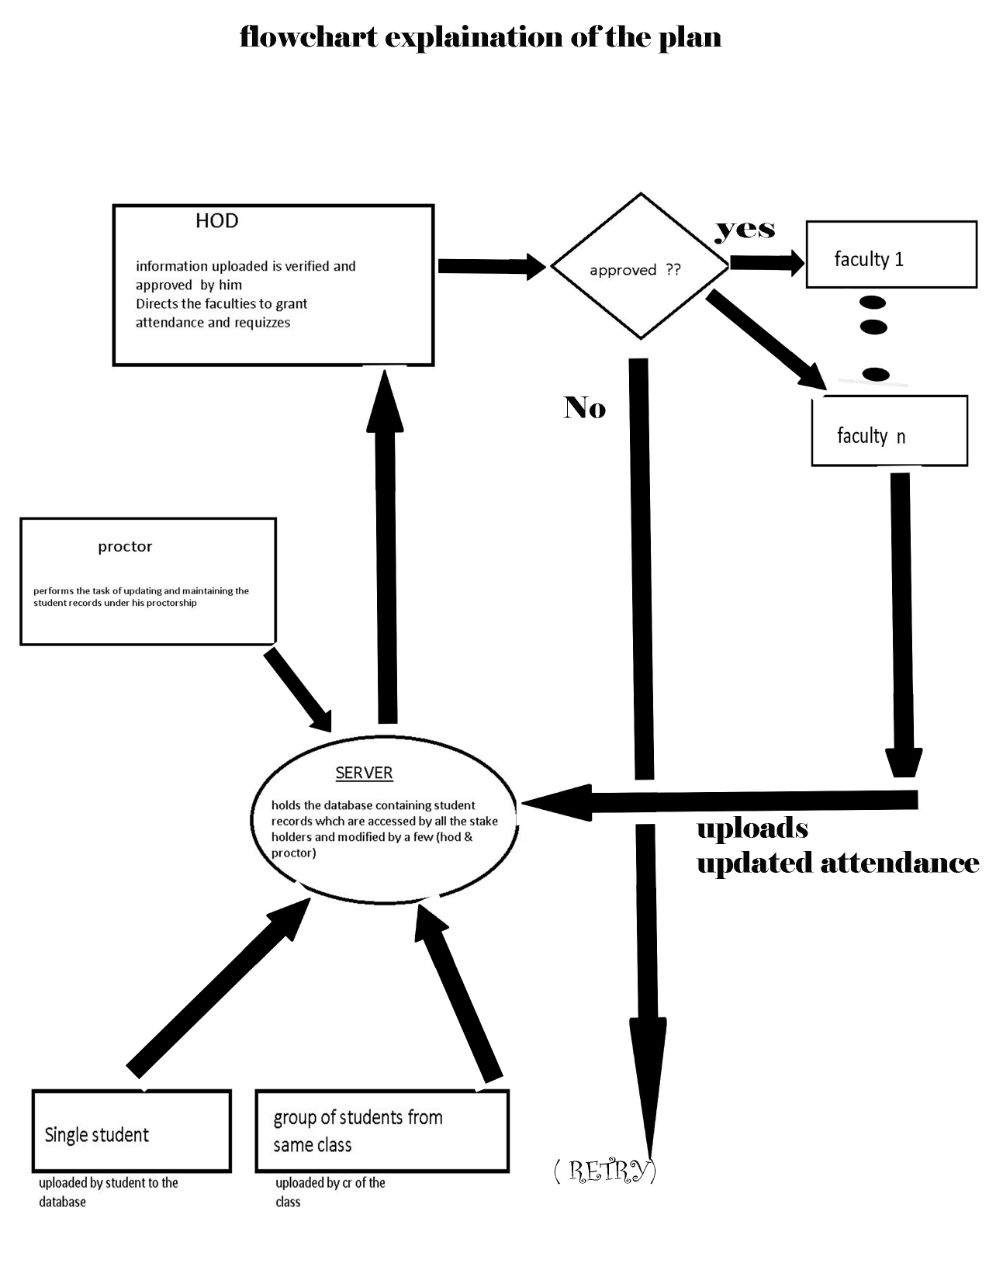 flowchart explaination of the plan
HOD
information uploaded is verified and
approved by him
Directs the faculties to grant
attendance and requizzes
approved ??
yes
faculty 1
No
faculty n
proctor
performs the task of updating and maintaining the
student records under his proctorship
SERVER
holds the database containing student
records whch are accessed by all the stake
holders and modified by a few (hod &
proctor)
uploads
updated attendance
Single student
uploaded by student to the
database
group of students from
same class
uploaded by cr of the
class
( RETRY)